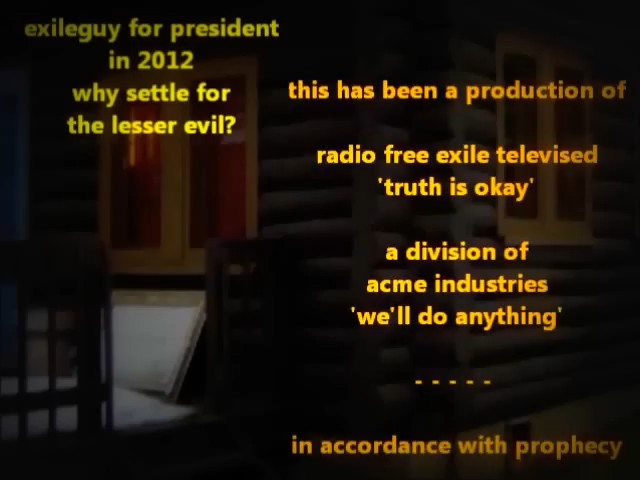 exileguy for president
in 2012
why settle for
the lesser evil?
this has been a production of
radio free exile televised
'truth is okay'
a division of
acme industries
'we'll do anything'
- - - - -
in accordance with prophecy